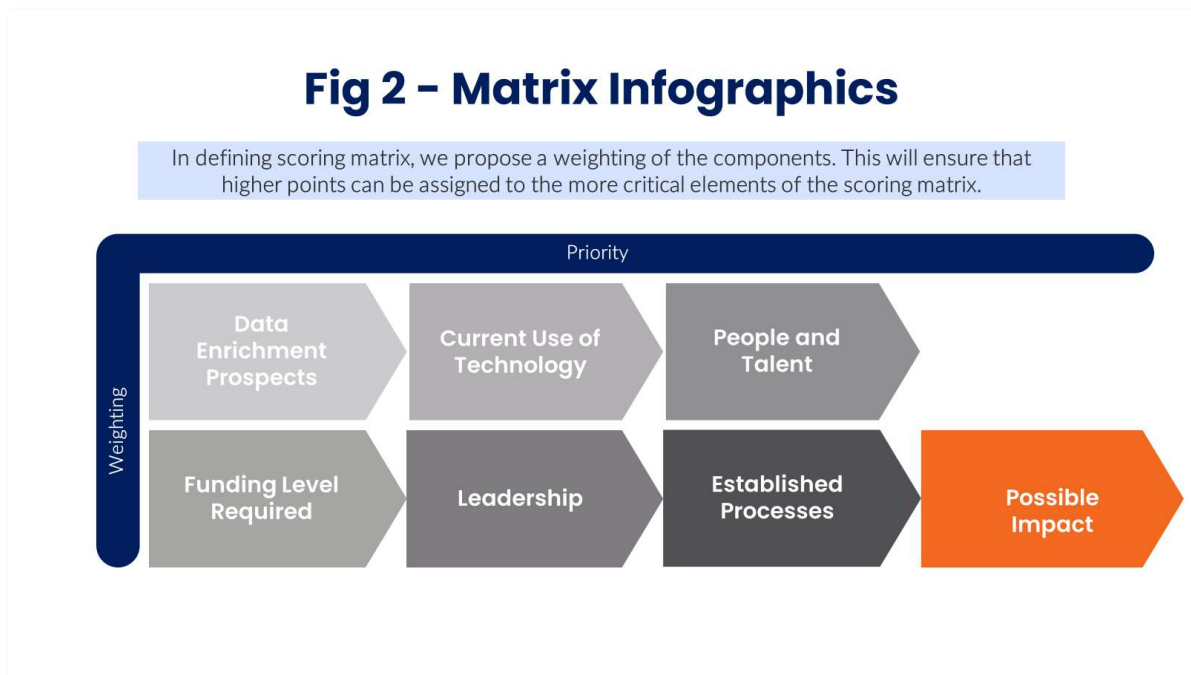 Fig 2 - Matrix Infographics
In defining scoring matrix, we propose a weighting of the components. This will ensure that
higher points can be assigned to the more critical elements of the scoring matrix.
Priority
Weighting
Data
Enrichment
Prospects
Current Use of
Technology
People and
Talent
Funding Level
Required
Leadership
Established
Processes
Possible
Impact